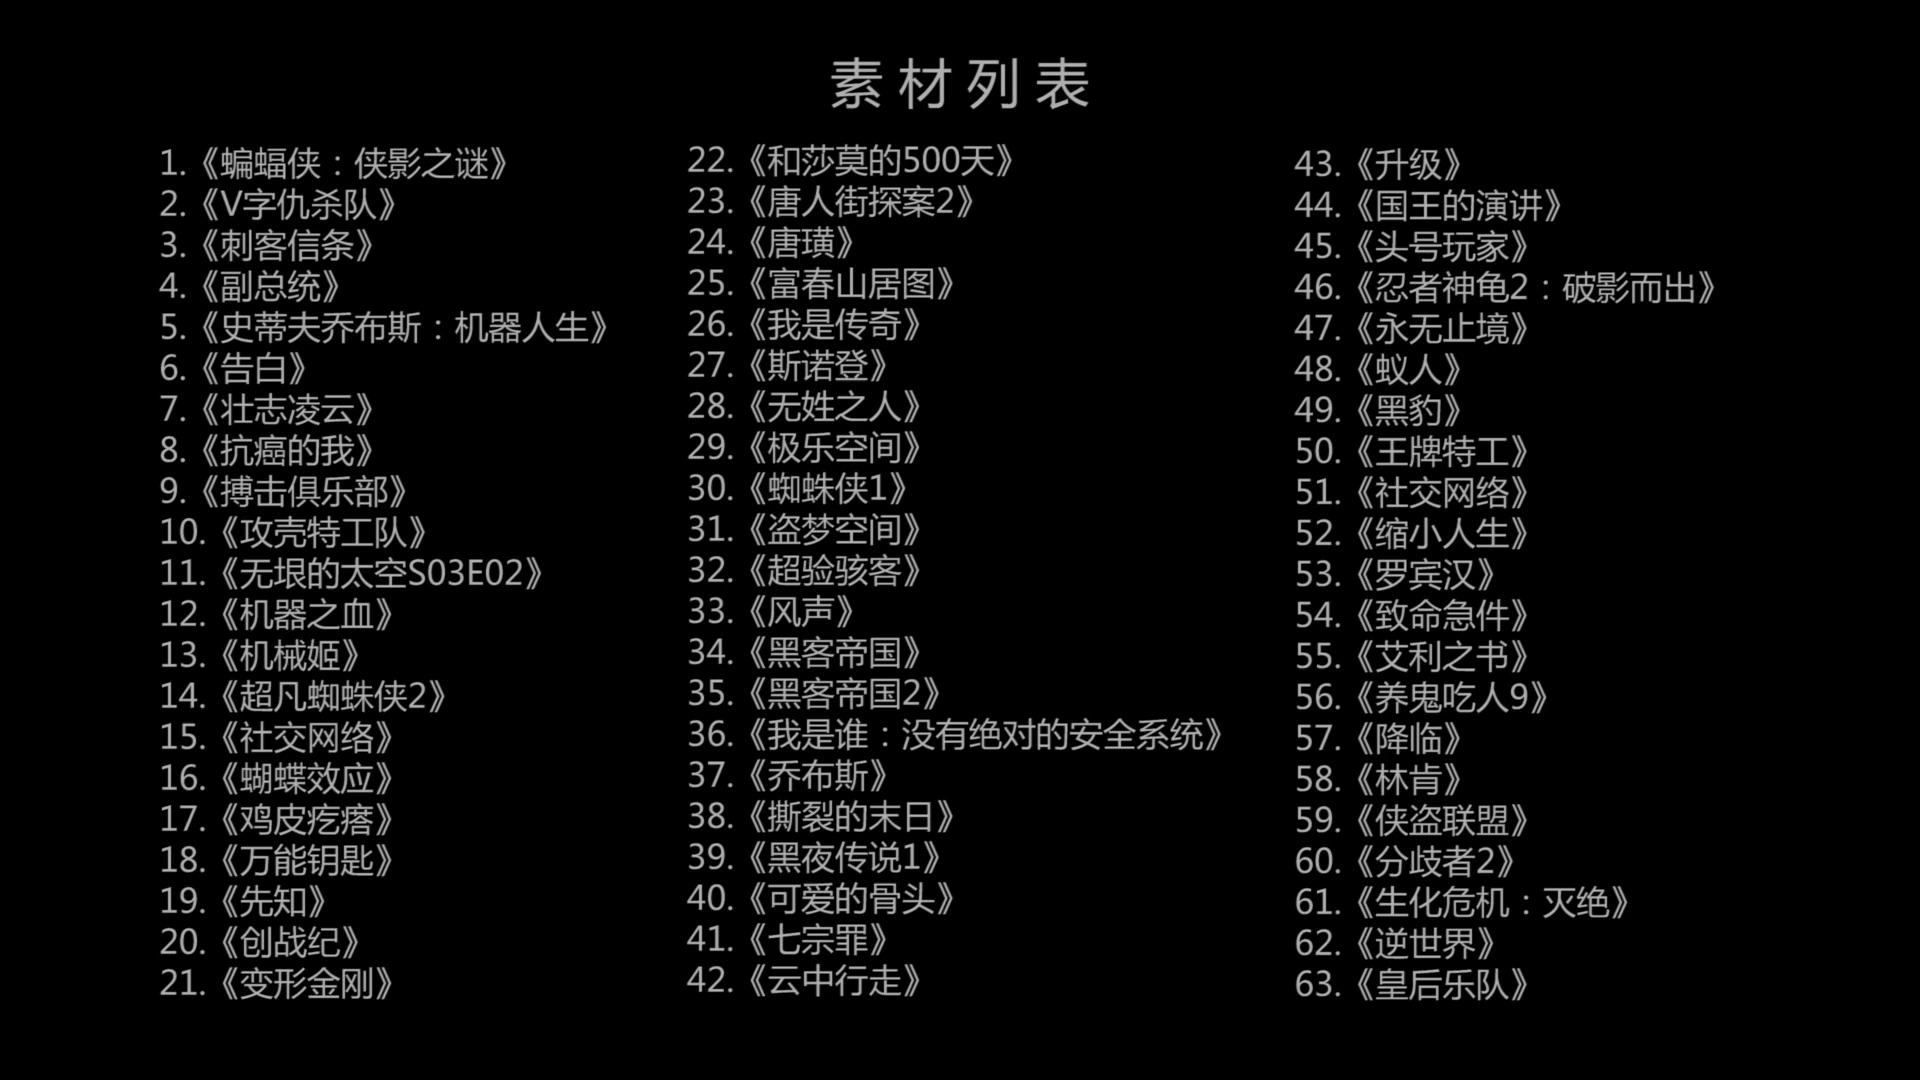 素材列表
1.《蝙蝠侠：侠影之谜》
2.《V字仇杀队》
3.《刺客信条》
4.《副总统》
5.《史蒂夫乔布斯：机器人生》
6.《告白》
7.《壮志凌云》
8.《抗癌的我》
9.《搏击俱乐部》
10.《攻壳特工队》
11.《无垠的太空S03E02》
12.《机器之血》
13.《机械姬》
14.《超凡蜘蛛侠2》
15.《社交网络》
16.《蝴蝶效应》
17.《鸡皮疙瘩》
18.《万能钥匙》
19.《先知》
20.《创战纪》
21.《变形金刚》
22.《和莎莫的500天》
23.《唐人街探案2》
24.《唐璜》
25.《富春山居图》
26.《我是传奇》
27.《斯诺登》
28.《无姓之人》
29.《极乐空间》
30.《蜘蛛侠1》
31.《盗梦空间》
32.《超验骇客》
33.《风声》
34.《黑客帝国》
35.《黑客帝国2》
36.《我是谁：没有绝对的安全系统》
37.《乔布斯》
38.《撕裂的末日》
39.《黑夜传说1》
40.《可爱的骨头》
41.《七宗罪》
42.《云中行走》
43.《升级》
44.《国王的演讲》
45.《头号玩家》
46.《忍者神龟2：破影而出》
47.《永无止境》
48.《蚁人》
49.《黑豹》
50.《王牌特工》
51.《社交网络》
52.《缩小人生》
53.《罗宾汉》
54.《致命急件》
55.《艾利之书》
56.《养鬼吃人9》
57.《降临》
58.《林肯》
59.《侠盗联盟》
60.《分歧者2》
61.《生化危机：灭绝》
62.《逆世界》
63.《皇后乐队》